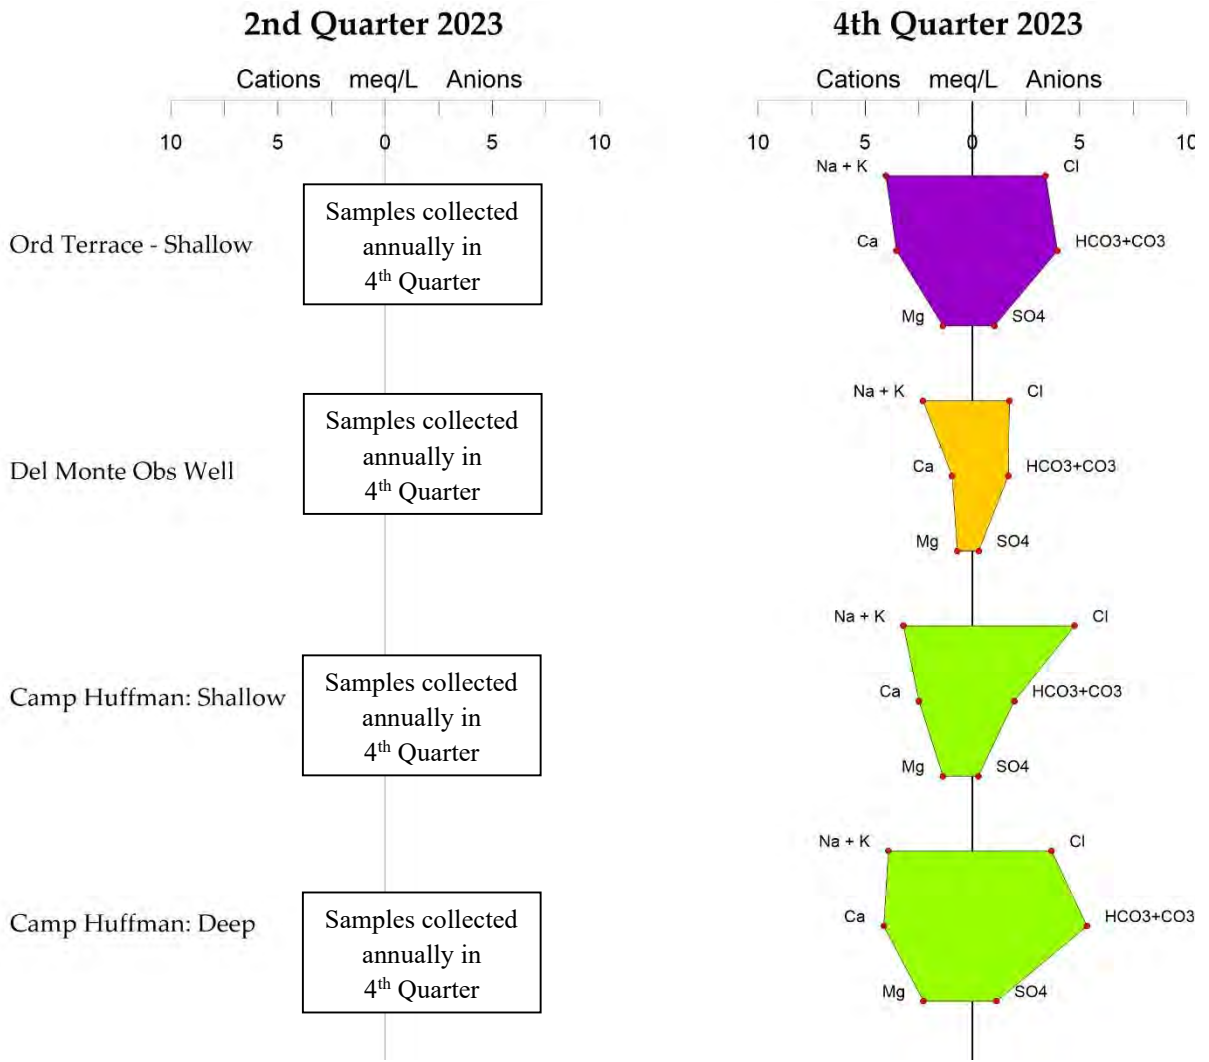 2nd Quarter 2023
4th Quarter 2023
Cations meq/L Anions
Cations meq/L Anions
10 5 0 5 10
10 5 0 5 10
Na + K Cl
Ord Terrace - Shallow
Samples collected
annually in
4th Quarter
Ca HCO3+CO3
Mg SO4
Na + K Cl
Del Monte Obs Well
Samples collected
annually in
4th Quarter
Ca HCO3+CO3
Mg SO4
Na + K Cl
Camp Huffman: Shallow
Samples collected
annually in
4th Quarter
Ca HCO3+CO3
Mg SO4
Na + K Cl
Camp Huffman: Deep
Samples collected
annually in
4th Quarter
Ca HCO3+CO3
Mg SO4